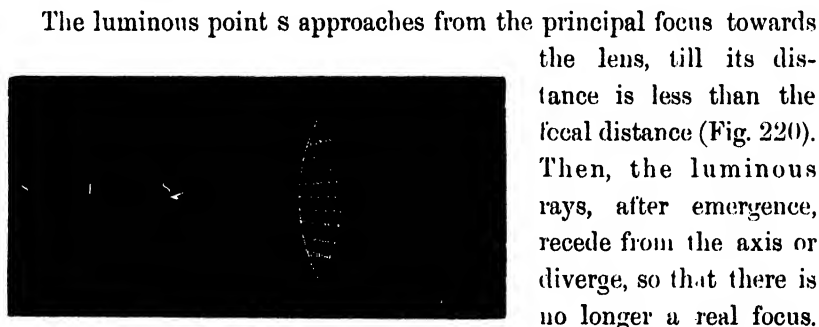 The luminous point s approaches from the principal focus towards
the lens, till its dis-
tance is less than the
focal distance (Fig. 220).
Then, the luminous
rays, after emergence,
recede from the axis or
diverge, so that there is
no longer a real focus.